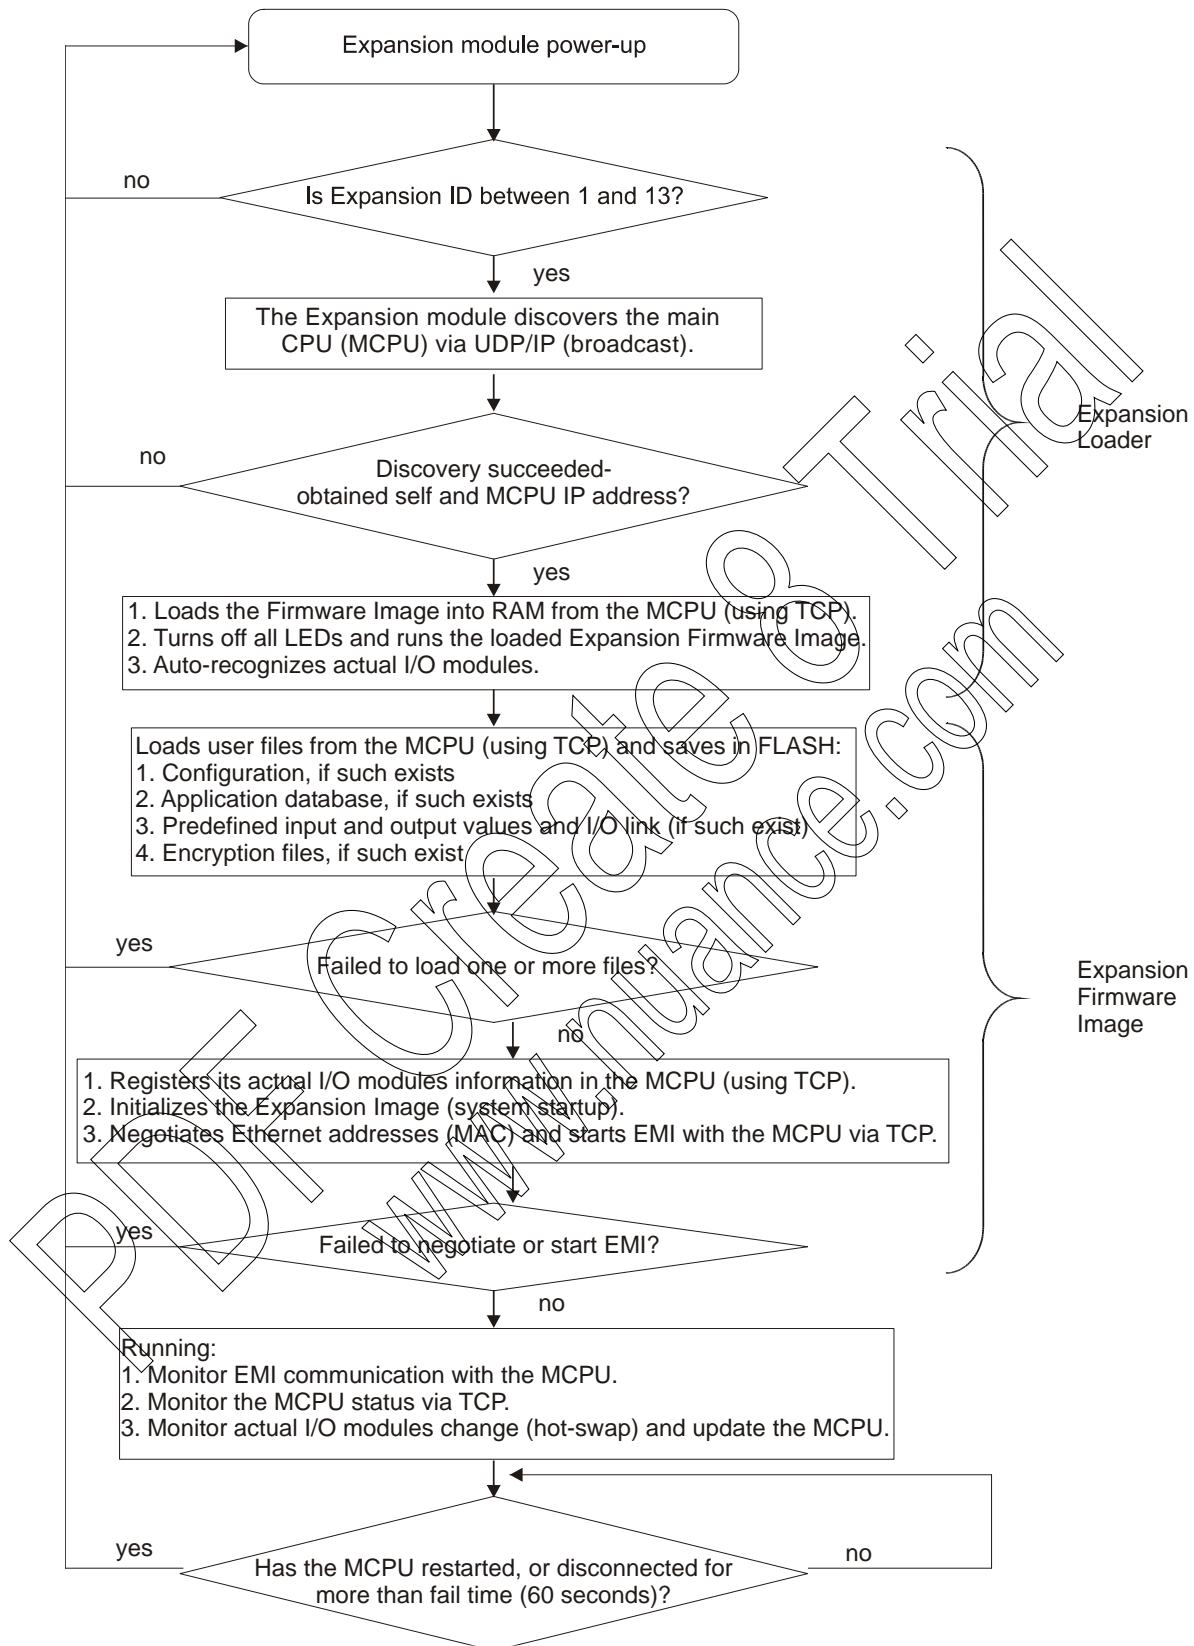 Expansion module power-up
no
Is Expansion ID between 1 and 13?
yes
The Expansion module discovers the main
CPU (MCPU) via UDP/IP (broadcast).
Expansion
Loader
no
Discovery succeeded-
obtained self and MCPU IP address?
yes
1. Loads the Firmware Image into RAM from the MCPU (using TCP).
2. Turns off all LEDs and runs the loaded Expansion Firmware Image.
3. Auto-recognizes actual I/O modules.
Loads user files from the MCPU (using TCP) and saves in FLASH:
1. Configuration, if such exists
2. Application database, if such exists
3. Predefined input and output values and I/O link (if such exist)
4. Encryption files, if such exist
yes
Failed to load one or more files?
Expansion
Firmware
Image
no
1. Registers its actual I/O modules information in the MCPU (using TCP).
2. Initializes the Expansion Image (system startup).
3. Negotiates Ethernet addresses (MAC) and starts EMI with the MCPU via TCP.
yes
Failed to negotiate or start EMI?
no
Running:
1. Monitor EMI communication with the MCPU.
2. Monitor the MCPU status via TCP.
3. Monitor actual I/O modules change (hot-swap) and update the MCPU.
yes
Has the MCPU restarted, or disconnected for
more than fail time (60 seconds)?
no
PDF Create 8 Trial
www.nuance.com